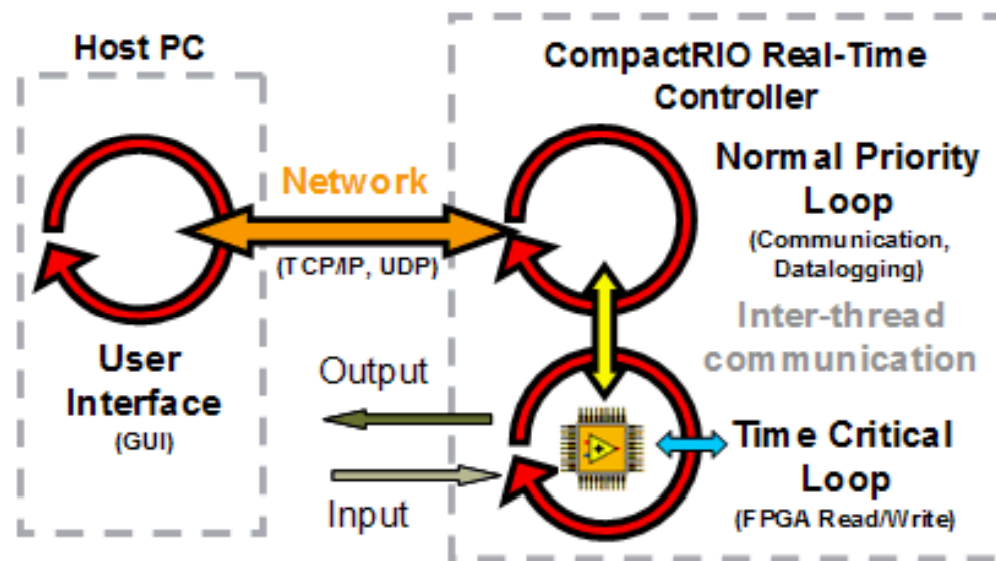 Host PC
User
Interface
(GUI)
Network
(TCP/IP, UDP)
Output
Input
CompactRIO Real-Time
Controller
Normal Priority
Loop
(Communication,
Datalogging)
Inter-thread
communication
Time Critical
Loop
(FPGA Read/Write)